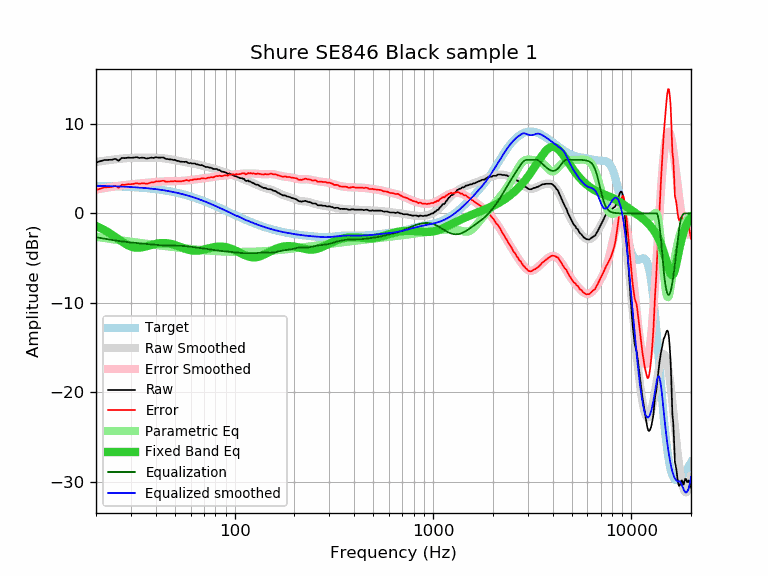 Shure SE846 Black sample 1
Amplitude (dBr)
10
0
−10
−20
−30
Target
Raw Smoothed
Error Smoothed
Raw
Error
Parametric Eq
Fixed Band Eq
Equalization
Equalized smoothed
100
1000
10000
Frequency (Hz)